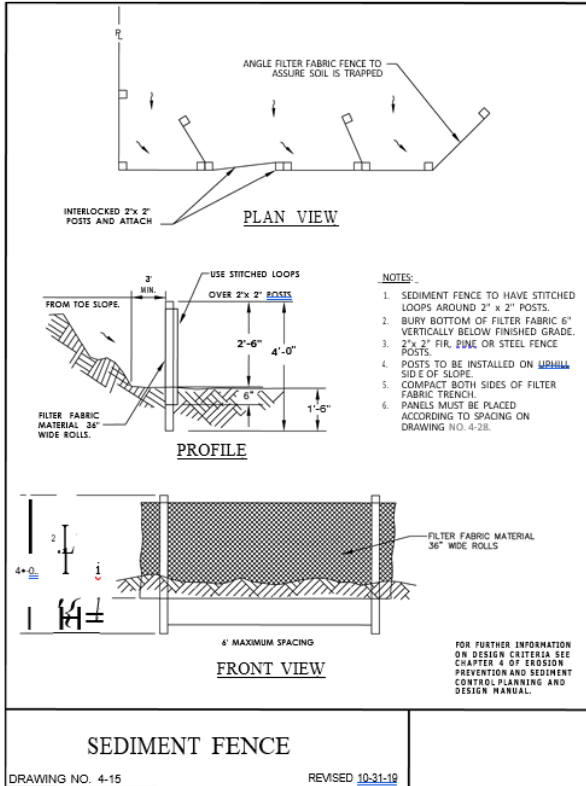 PL
ANGLE FILTER FABRIC FENCE TO
ASSURE SOIL IS TRAPPED
INTERLOCKED 2"x 2"
POSTS AND ATTACH
PLAN VIEW
3'
MIN.
FROM TOE SLOPE.
USE STITCHED LOOPS
OVER 2"x 2" POSTS
2'-6"
4'-0"
6"
1'-6"
FILTER FABRIC
MATERIAL 36"
WIDE ROLLS.
PROFILE
NOTES:
1. SEDIMENT FENCE TO HAVE STITCHED
LOOPS AROUND 2" x 2" POSTS.
2. BURY BOTTOM OF FILTER FABRIC 6"
VERTICALLY BELOW FINISHED GRADE.
3. 2"x 2" FIR, PINE OR STEEL FENCE
POSTS.
4. POSTS TO BE INSTALLED ON UPHILL
SID E OF SLOPE.
5. COMPACT BOTH SIDES OF FILTER
FABRIC TRENCH.
6. PANELS MUST BE PLACED
ACCORDING TO SPACING ON
DRAWING NO. 4-28.
2
4•-0..
i
FILTER FABRIC MATERIAL
36" WIDE ROLLS
6' MAXIMUM SPACING
FRONT VIEW
FOR FURTHER INFORMATION
ON DESIGN CRITERIA SEE
CHAPTER 4 OF EROSION
PREVENTION AND SEDIMENT
CONTROL PLANNING AND
DESIGN MANUAL.
SEDIMENT FENCE
DRAWING NO. 4-15
REVISED 10-31-19